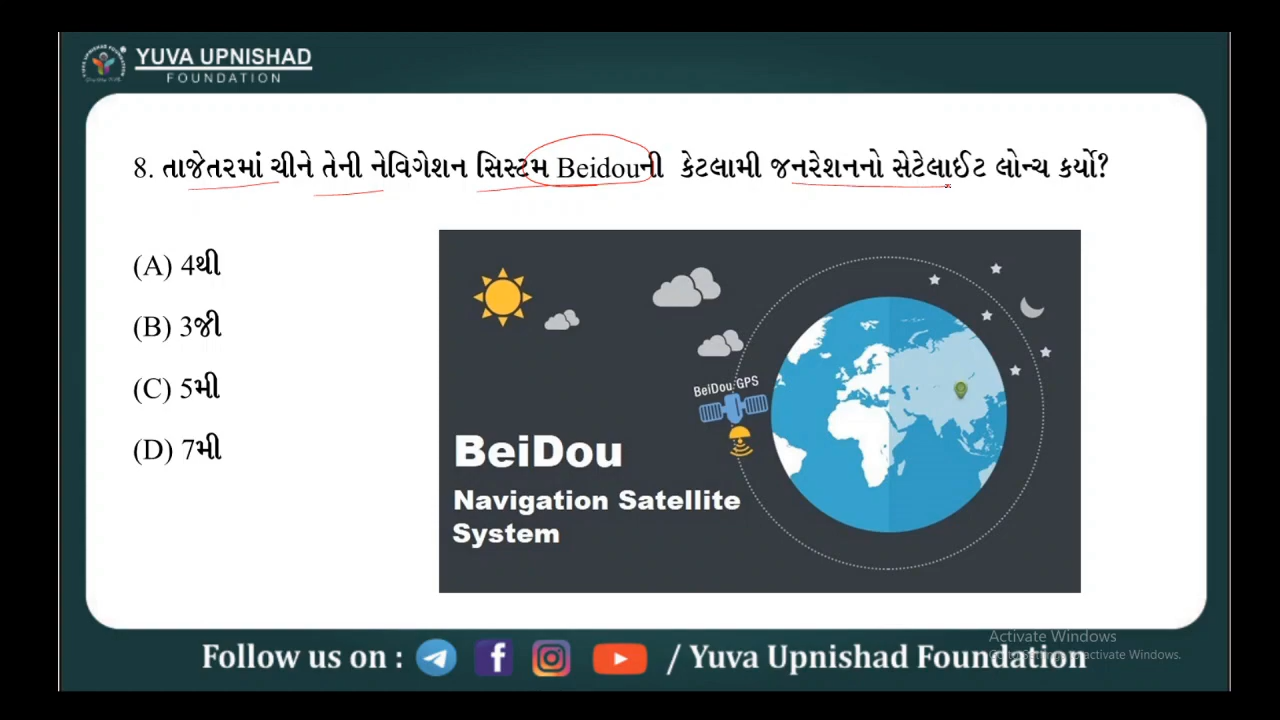 YUVA UPNISHAD
FOUNDATION
8. તાજેતરમાં ચીને તેની નેવિગેશન સિસ્ટમ Beidouની કેટલામી જનરેશનનો સેટેલાઈટ લોન્ચ કર્યો?
(A) 4થી
(B) 3જી
(C) 5મી
(D) 7મી
BeiDou GPS
BeiDou
Navigation Satellite
System
Activate Windows
Follow us on : / Yuva Upnishad Foundation